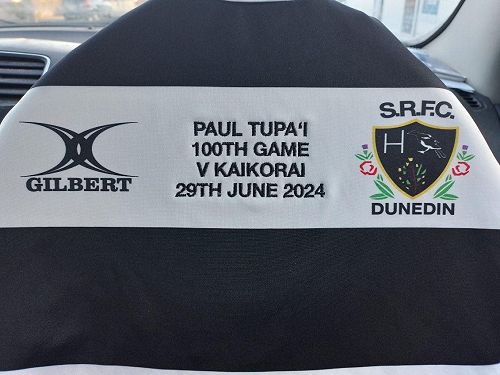 GILBERT
PAUL TUPA‘I
100TH GAME
V KAIKORAI
29TH JUNE 2024
S.R.F.C.
H
DUNEDIN